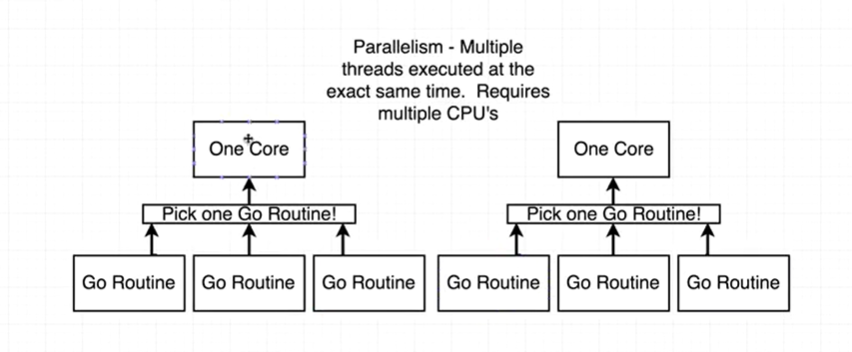 Parallelism - Multiple
threads executed at the
exact same time.  Requires
multiple CPU's
One Core
One Core
Pick one Go Routine!
Pick one Go Routine!
Go Routine
Go Routine
Go Routine
Go Routine
Go Routine
Go Routine